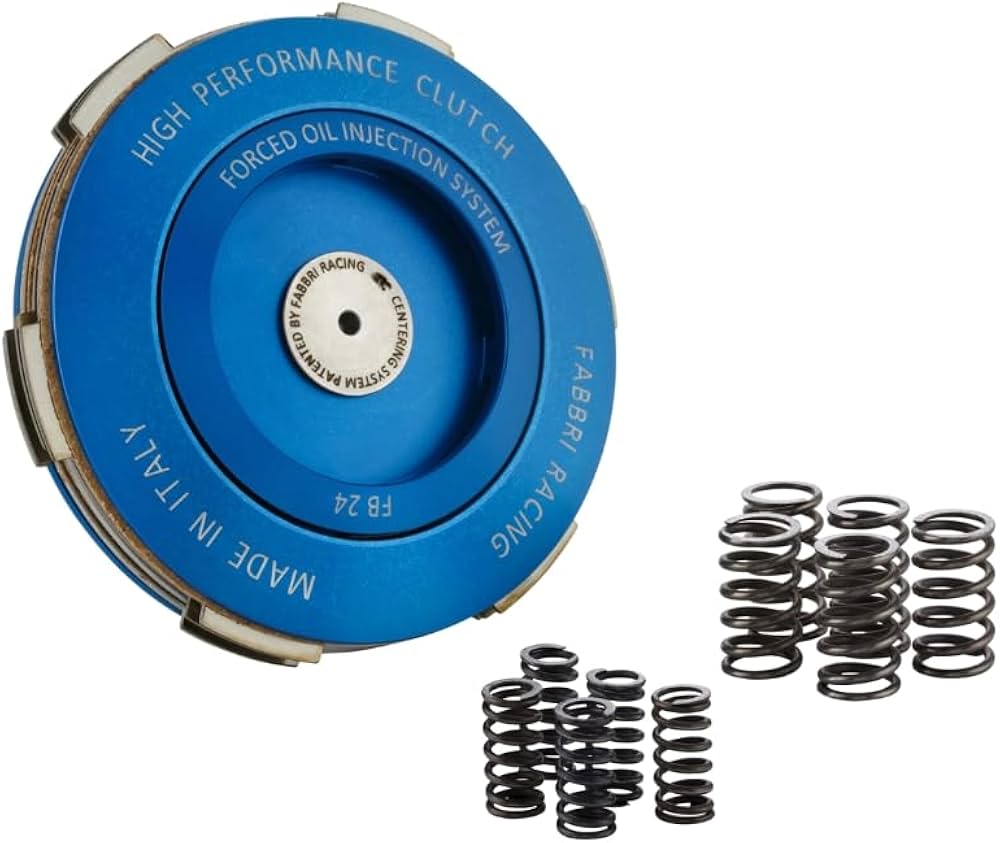 HIGH PERFORMANCE CLUTCH
FABBRI RACING
MADE IN ITALY
FORCED OIL INJECTION SYSTEM
FB 24
CENTERING SYSTEM PATENTED BY FABBRI RACING